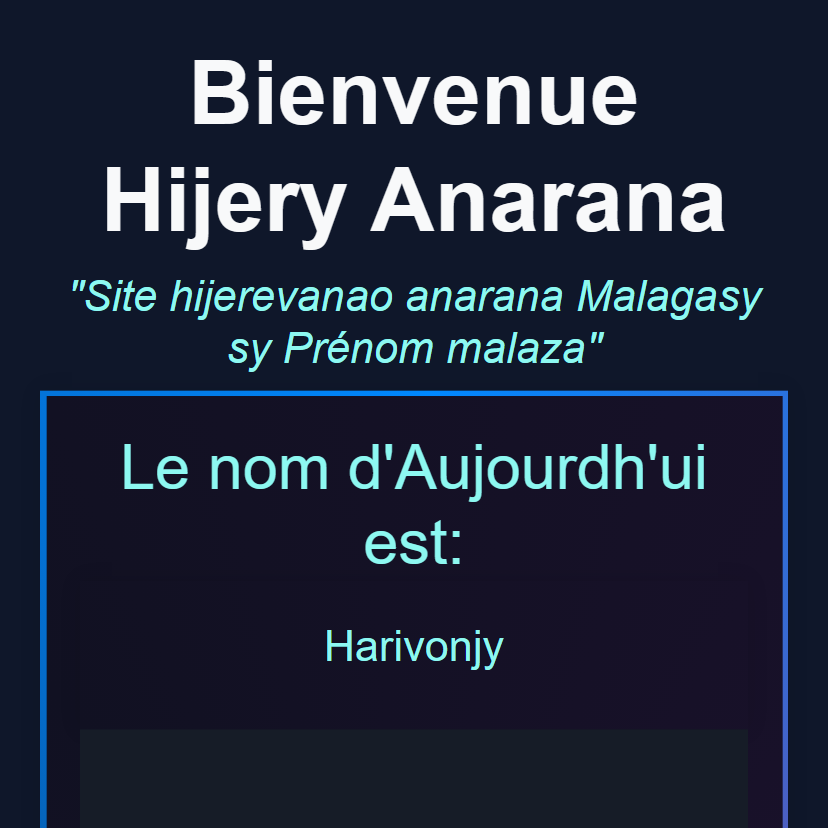 Bienvenue
Hijery Anarana
"Site hijerevanao anarana Malagasy
sy Prénom malaza"
Le nom d'Aujourdh'ui
est:
Harivonjy